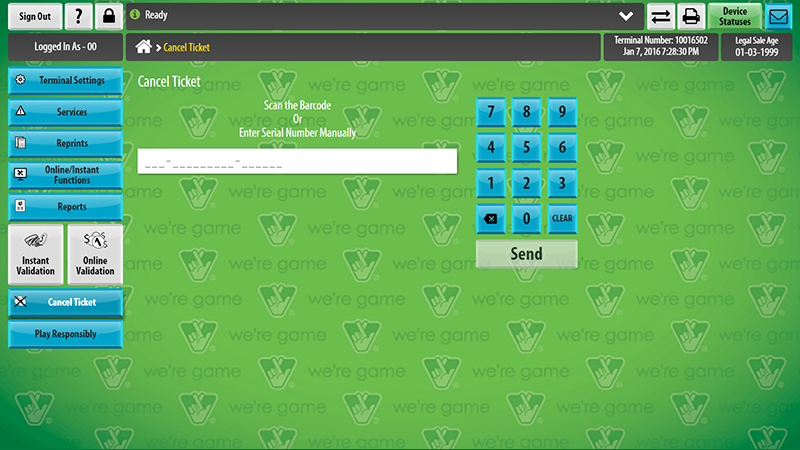 Sign Out
?
Ready
Device
Statuses
Logged In As - 00
> Cancel Ticket
Terminal Number: 10016502
Jan 7, 2016 7:28:30 PM
Legal Sale Age
01-03-1999
Terminal Settings
Services
Reprints
Online/Instant
Functions
Reports
Instant
Validation
Online
Validation
Cancel Ticket
Play Responsibly
Cancel Ticket
Scan the Barcode
Or
Enter Serial Number Manually
___-_________-______
7 8 9
4 5 6
1 2 3
0 CLEAR
Send
we're game